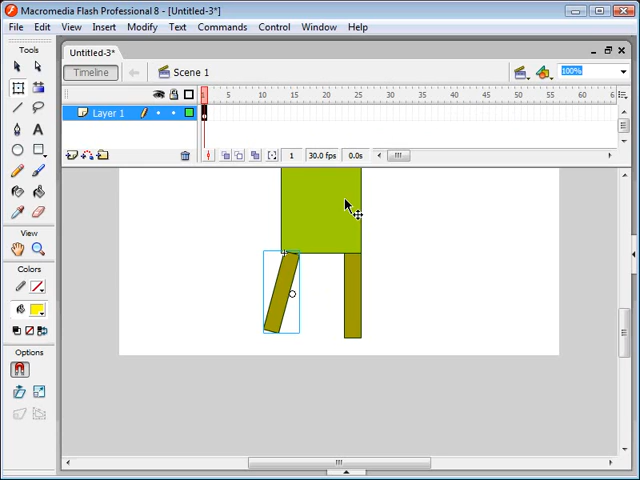 Macromedia Flash Professional 8 - [Untitled-3*]
File Edit View Insert Modify Text Commands Control Window Help
Tools
Untitled-3*
Timeline Scene 1 100%
1 5 10 15 20 25 30 35 40 45 50 55 60 65
Layer 1
1 30.0 fps 0.0s
View
Colors
Options